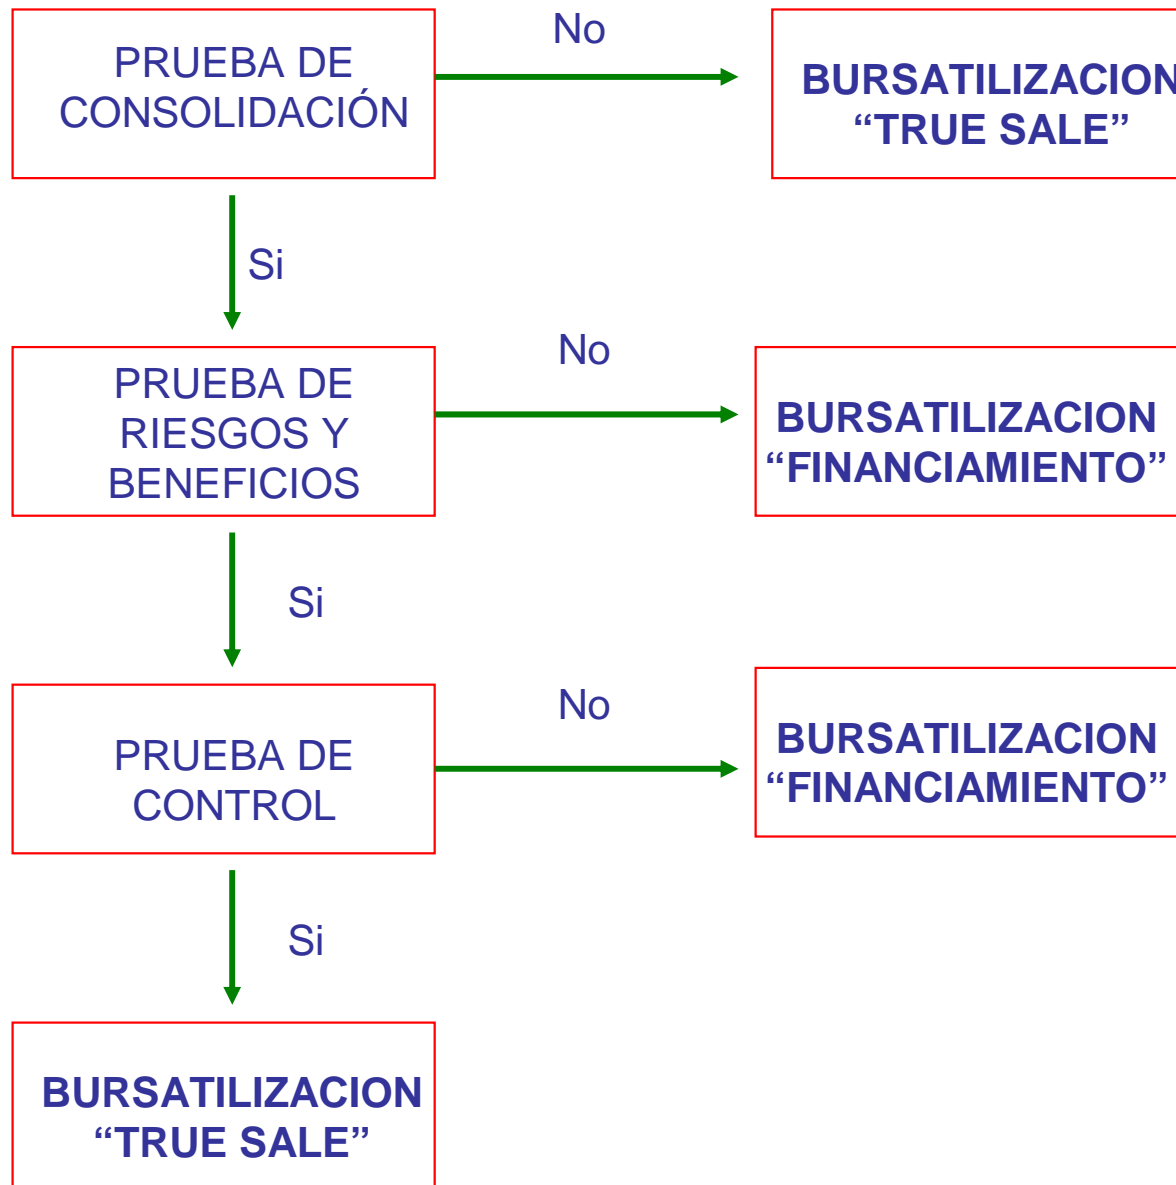 PRUEBA DE
CONSOLIDACIÓN
No
BURSATILIZACION
“TRUE SALE”
Si
PRUEBA DE
RIESGOS Y
BENEFICIOS
No
BURSATILIZACION
“FINANCIAMIENTO”
Si
PRUEBA DE
CONTROL
No
BURSATILIZACION
“FINANCIAMIENTO”
Si
BURSATILIZACION
“TRUE SALE”